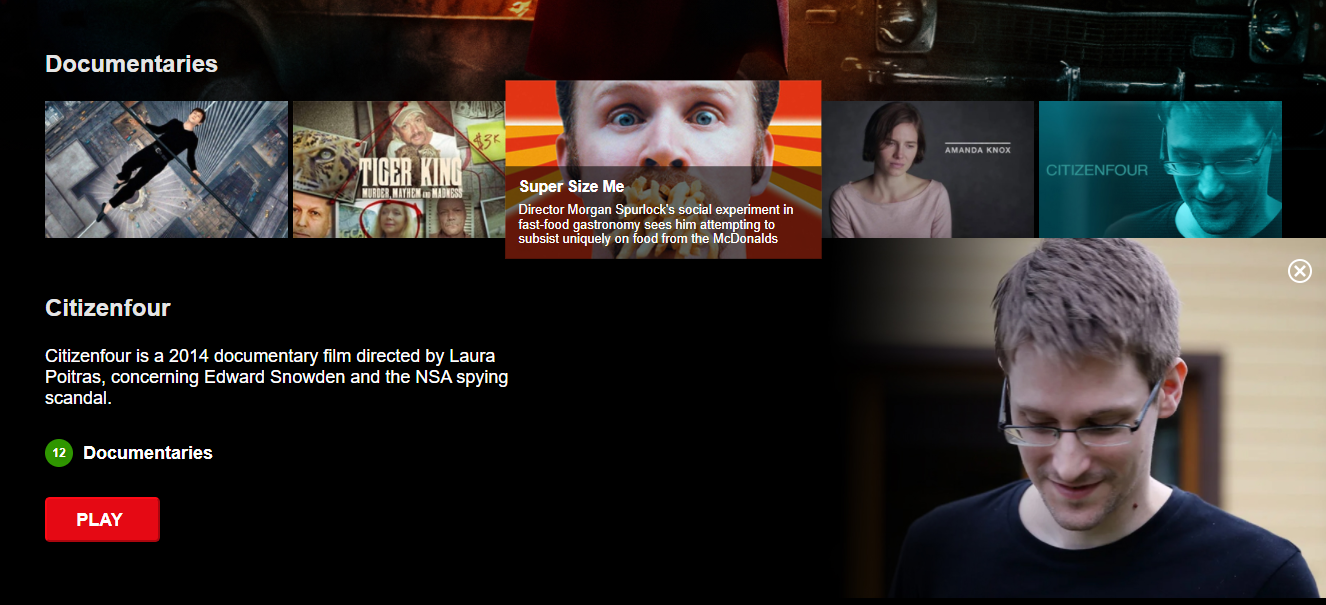 Documentaries
$3K
TIGER KING
MURDER, MAYHEM AND MADNESS
Super Size Me
Director Morgan Spurlock's social experiment in
fast-food gastronomy sees him attempting to
subsist uniquely on food from the McDonalds
AMANDA KNOX
CITIZENFOUR
Citizenfour
Citizenfour is a 2014 documentary film directed by Laura
Poitras, concerning Edward Snowden and the NSA spying
scandal.
12 Documentaries
PLAY